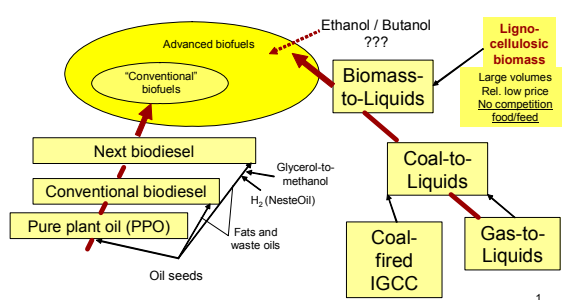 Ethanol / Butanol
???
Advanced biofuels
"Conventional"
biofuels
Ligno-
cellulosic
biomass
Large volumes
Rel. low price
No competition
food/feed
Biomass-
to-Liquids
Next biodiesel
Conventional biodiesel
Pure plant oil (PPO)
Glycerol-to-
methanol
H2 (NesteOil)
Fats and
waste oils
Oil seeds
Coal-to-
Liquids
Coal-
fired
IGCC
Gas-to-
Liquids
1